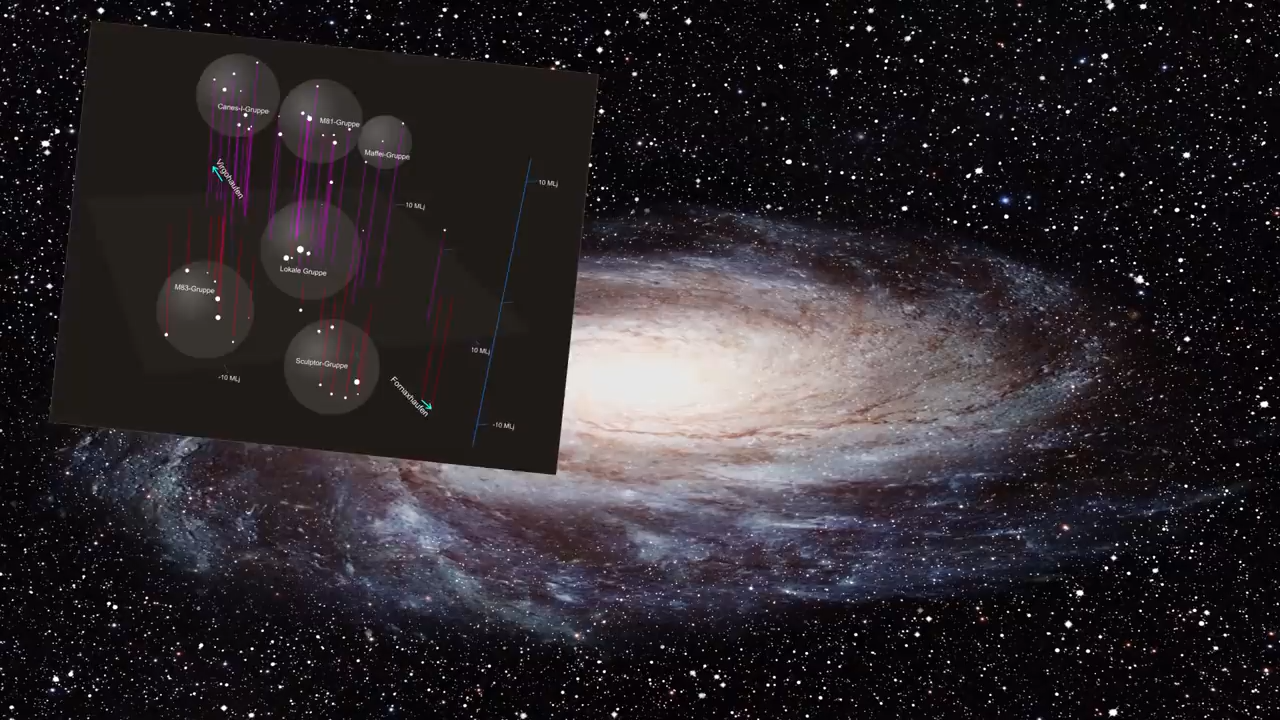 Canes-I-Gruppe
M81-Gruppe
Maffei-Gruppe
Virgohaufen
10 MLj
10 MLj
Lokale Gruppe
M83-Gruppe
10 MLj
Sculptor-Gruppe
-10 MLj
Fornaxhaufen
-10 MLj